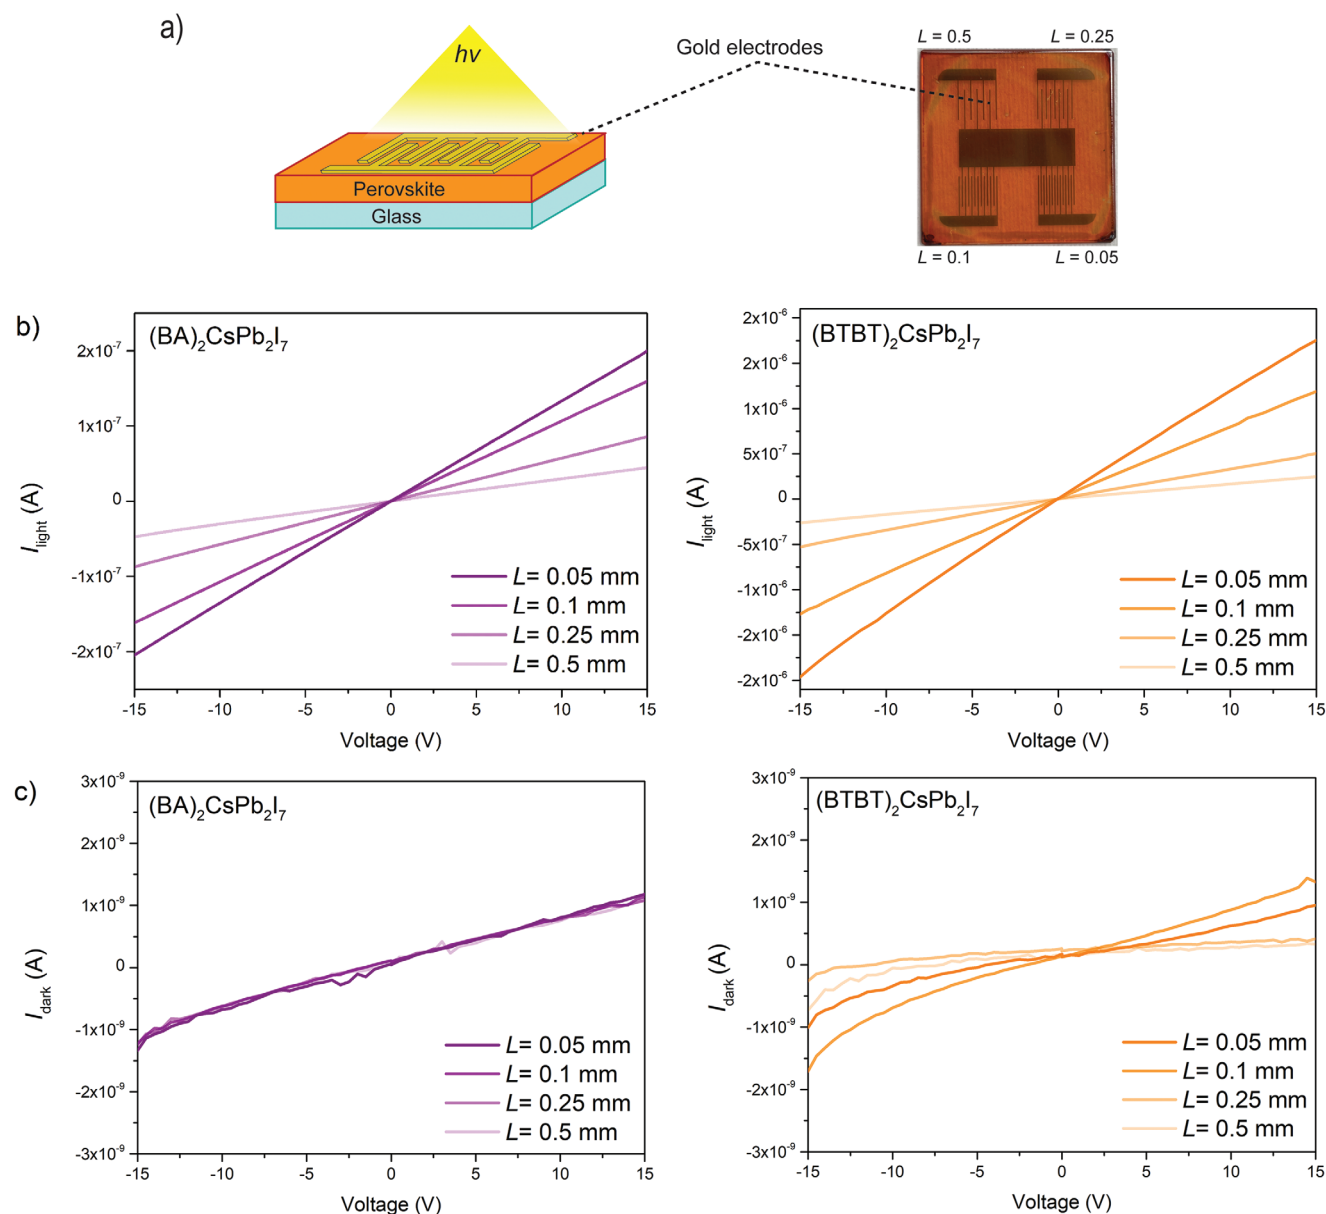 a)
hv
Perovskite
Glass
Gold electrodes
L = 0.5
L = 0.25
L = 0.1
L = 0.05
b)
(BA)₂CsPb₂I₇
2x10⁻⁷
1x10⁻⁷
0
-1x10⁻⁷
-2x10⁻⁷
I_light (A)
L= 0.05 mm
L= 0.1 mm
L= 0.25 mm
L= 0.5 mm
-15 -10 -5 0 5 10 15
Voltage (V)
(BTBT)₂CsPb₂I₇
2x10⁻⁶
2x10⁻⁶
1x10⁻⁶
5x10⁻⁷
0
-5x10⁻⁷
-1x10⁻⁶
-2x10⁻⁶
-2x10⁻⁶
I_light (A)
L= 0.05 mm
L= 0.1 mm
L= 0.25 mm
L= 0.5 mm
-15 -10 -5 0 5 10 15
Voltage (V)
c)
(BA)₂CsPb₂I₇
3x10⁻⁹
2x10⁻⁹
1x10⁻⁹
0
-1x10⁻⁹
-2x10⁻⁹
-3x10⁻⁹
I_dark (A)
L= 0.05 mm
L= 0.1 mm
L= 0.25 mm
L= 0.5 mm
-15 -10 -5 0 5 10 15
Voltage (V)
(BTBT)₂CsPb₂I₇
3x10⁻⁹
2x10⁻⁹
1x10⁻⁹
0
-1x10⁻⁹
-2x10⁻⁹
-3x10⁻⁹
I_dark (A)
L= 0.05 mm
L= 0.1 mm
L= 0.25 mm
L= 0.5 mm
-15 -10 -5 0 5 10 15
Voltage (V)